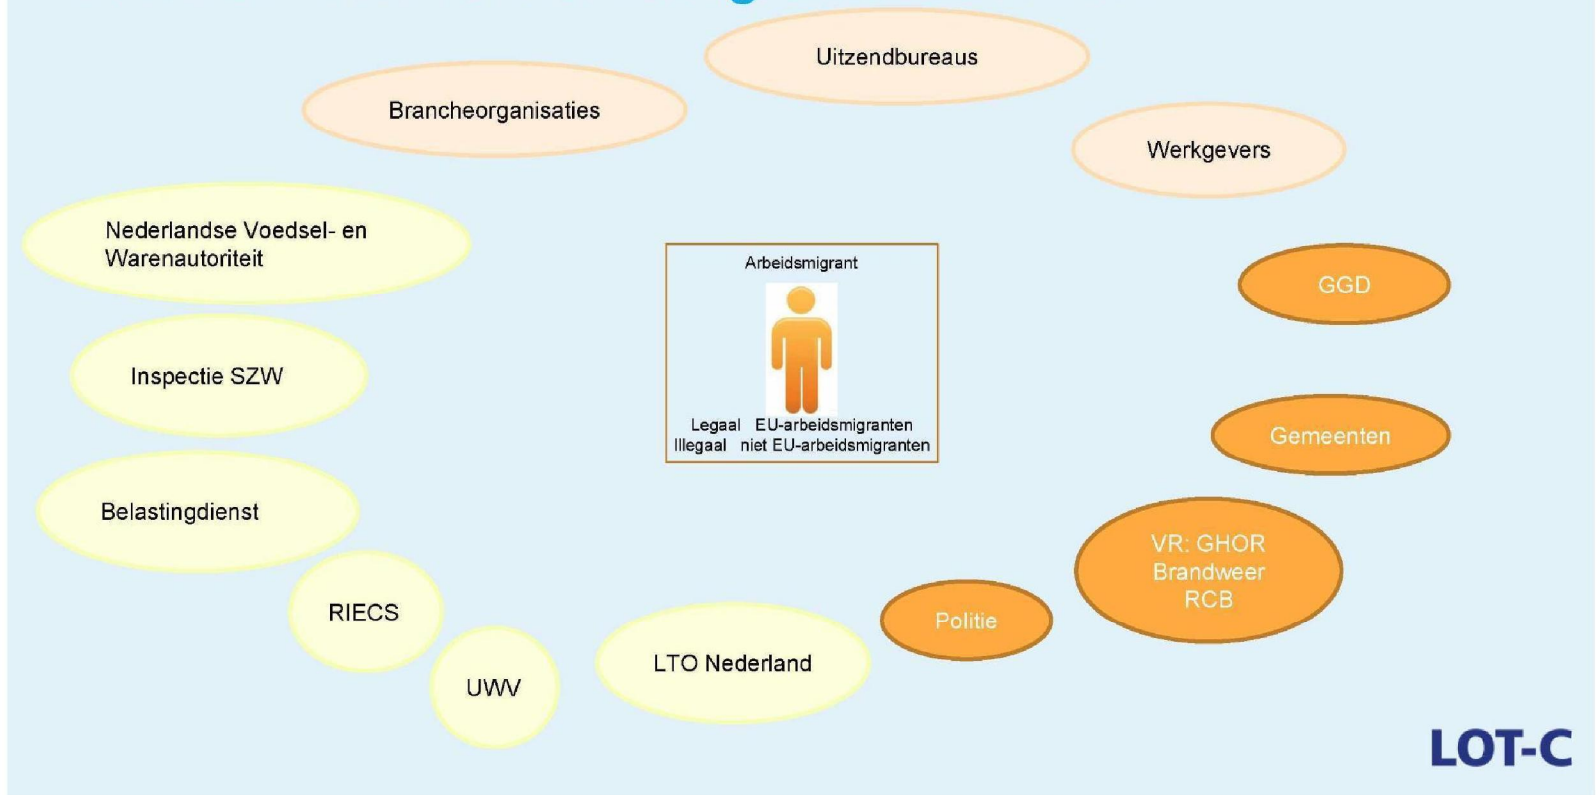 Uitzendbureaus
Brancheorganisaties
Werkgevers
Nederlandse Voedsel- en
Warenautoriteit
Arbeidsmigrant
GGD
Inspectie SZW
Legaal EU-arbeidsmigranten
Illegaal niet EU-arbeidsmigranten
Gemeenten
Belastingdienst
VR: GHOR
Brandweer
RCB
RIECS
Politie
LTO Nederland
UWV
LOT-C